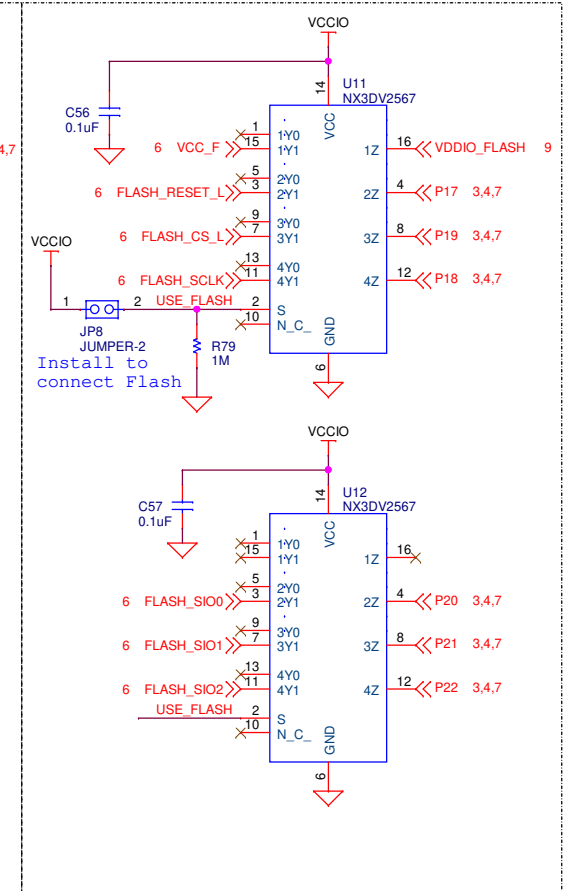 VCCIO
U11
NX3DV2567
14
VCC
C56
0.1uF
4,7
1 1Y0
6 VCC_F 15 1Y1 1Z 16 VDDIO_FLASH 9
5 2Y0
6 FLASH_RESET_L 3 2Y1 2Z 4 P17 3,4,7
9 3Y0
6 FLASH_CS_L 7 3Y1 3Z 8 P19 3,4,7
VCCIO
13 4Y0
6 FLASH_SCLK 11 4Y1 4Z 12 P18 3,4,7
1 2 USE_FLASH 2 S
10 N_C_
GND
JP8
JUMPER-2
R79
1M
6
Install to
connect Flash
VCCIO
U12
NX3DV2567
14
VCC
C57
0.1uF
1 1Y0
15 1Y1 1Z 16
5 2Y0
6 FLASH_SIO0 3 2Y1 2Z 4 P20 3,4,7
9 3Y0
6 FLASH_SIO1 7 3Y1 3Z 8 P21 3,4,7
13 4Y0
6 FLASH_SIO2 11 4Y1 4Z 12 P22 3,4,7
USE_FLASH 2 S
10 N_C_
GND
6